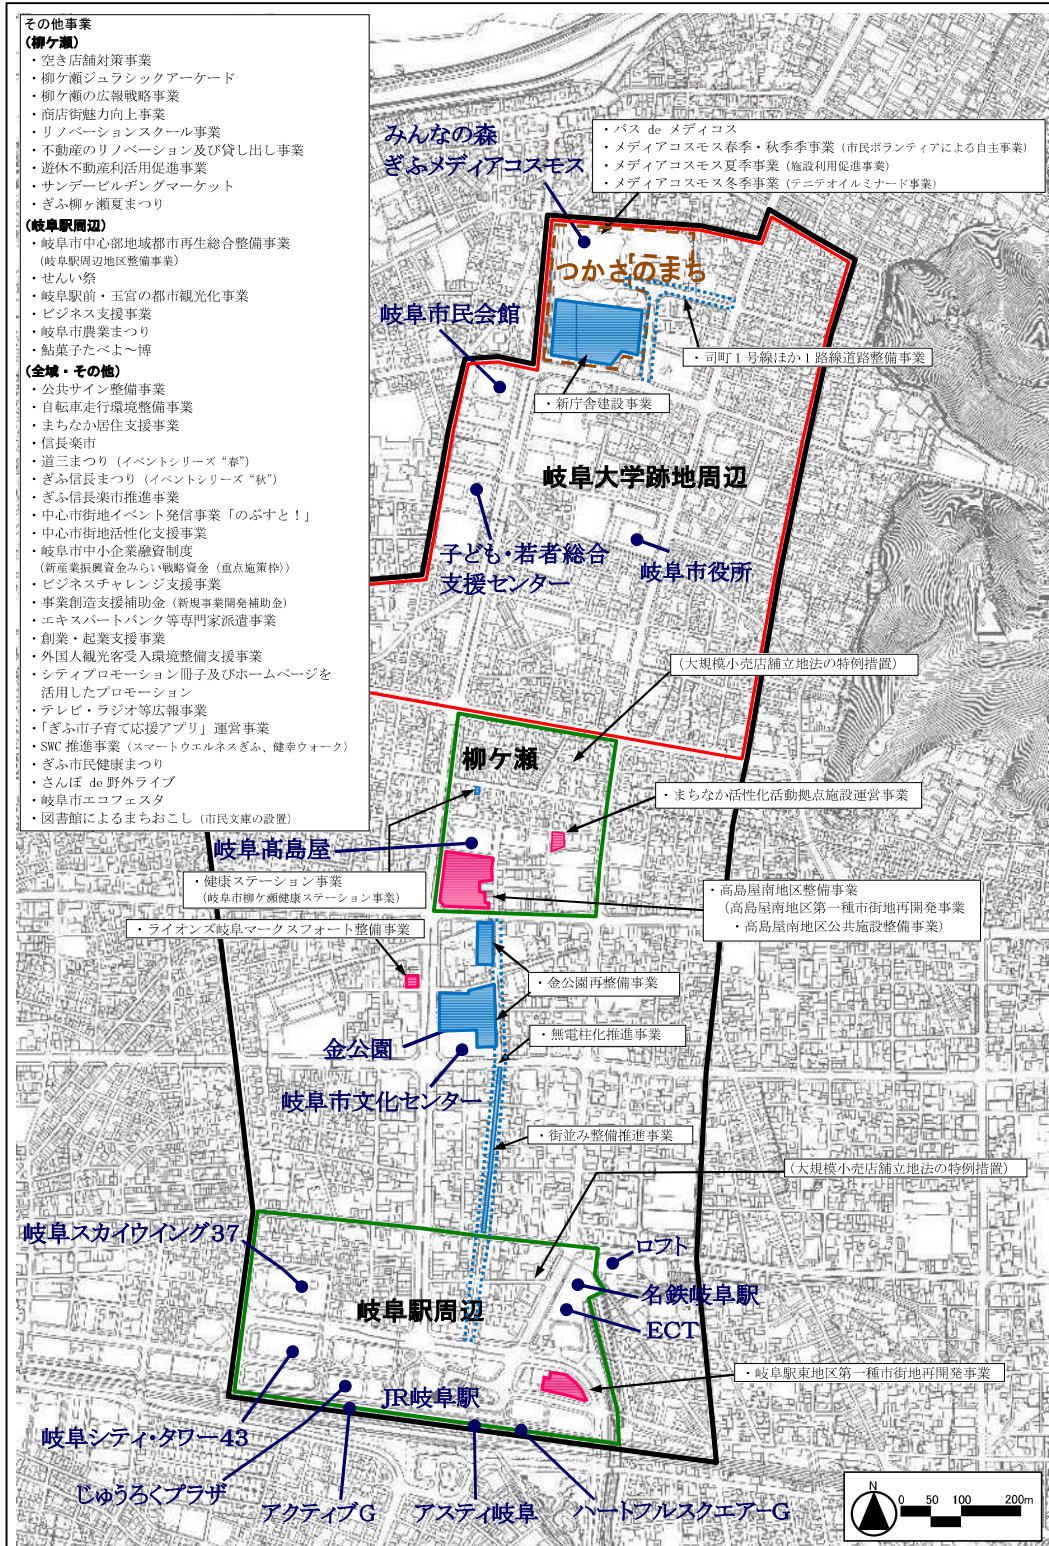 その他事業
(柳ケ瀬)
・空き店舗対策事業
・柳ケ瀬ジュラシックアーケード
・柳ケ瀬の広報戦略事業
・商店街魅力向上事業
・リノベーションスクール事業
・不動産のリノベーション及び貸し出し事業
・遊休不動産利活用促進事業
・サンデービルヂングマーケット
・ぎふ柳ヶ瀬夏まつり
(岐阜駅周辺)
・岐阜市中心部地域都市再生総合整備事業
(岐阜駅周辺地区整備事業)
・せんい祭
・岐阜駅前・玉宮の都市観光化事業
・ビジネス支援事業
・岐阜市農業まつり
・鮎菓子たべよ～博
(全域・その他)
・公共サイン整備事業
・自転車走行環境整備事業
・まちなか居住支援事業
・信長楽市
・道三まつり (イベントシリーズ “春”)
・ぎふ信長まつり (イベントシリーズ “秋”)
・ぎふ信長楽市推進事業
・中心市街地イベント発信事業「のぶすと！」
・中心市街地活性化支援事業
・岐阜市中小企業融資制度
(新産業振興資金みらい戦略資金（重点施策枠）)
・ビジネスチャレンジ支援事業
・事業創造支援補助金 (新規事業開発補助金)
・エキスパートバンク等専門家派遣事業
・創業・起業支援事業
・外国人観光客受入環境整備支援事業
・シティプロモーション冊子及びホームページを
活用したプロモーション
・テレビ・ラジオ等広報事業
・「ぎふ市子育て応援アプリ」運営事業
・SWC 推進事業 (スマートウエルネスぎふ、健幸ウォーク)
・ぎふ市民健康まつり
・さんぽ de 野外ライブ
・岐阜市エコフェスタ
・図書館によるまちおこし (市民文庫の設置)
みんなの森
ぎふメディアコスモス
・バス de メディコス
・メディアコスモス春季・秋季季事業 (市民ボランティアによる自主事業)
・メディアコスモス夏季事業 (施設利用促進事業)
・メディアコスモス冬季事業 (テニテオイルミナード事業)
つかさのまち
岐阜市民会館
・司町１号線ほか１路線道路整備事業
・新庁舎建設事業
岐阜大学跡地周辺
子ども・若者総合
支援センター
岐阜市役所
(大規模小売店舗立地法の特例措置)
柳ケ瀬
・まちなか活性化活動拠点施設運営事業
岐阜髙島屋
・健康ステーション事業
(岐阜市柳ケ瀬健康ステーション事業)
・高島屋南地区整備事業
(高島屋南地区第一種市街地再開発事業
・高島屋南地区公共施設整備事業)
・ライオンズ岐阜マークスフォート整備事業
・金公園再整備事業
・無電柱化推進事業
金公園
岐阜市文化センター
・街並み整備推進事業
(大規模小売店舗立地法の特例措置)
岐阜スカイウイング37
ロフト
名鉄岐阜駅
岐阜駅周辺
ECT
・岐阜駅東地区第一種市街地再開発事業
JR岐阜駅
岐阜シティ・タワー43
じゅうろくプラザ
アクティブG
アスティ岐阜
ハートフルスクエアーG
N
0 50 100 200m